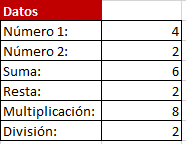 Datos
Número 1: 4
Número 2: 2
Suma: 6
Resta: 2
Multiplicación: 8
División: 2